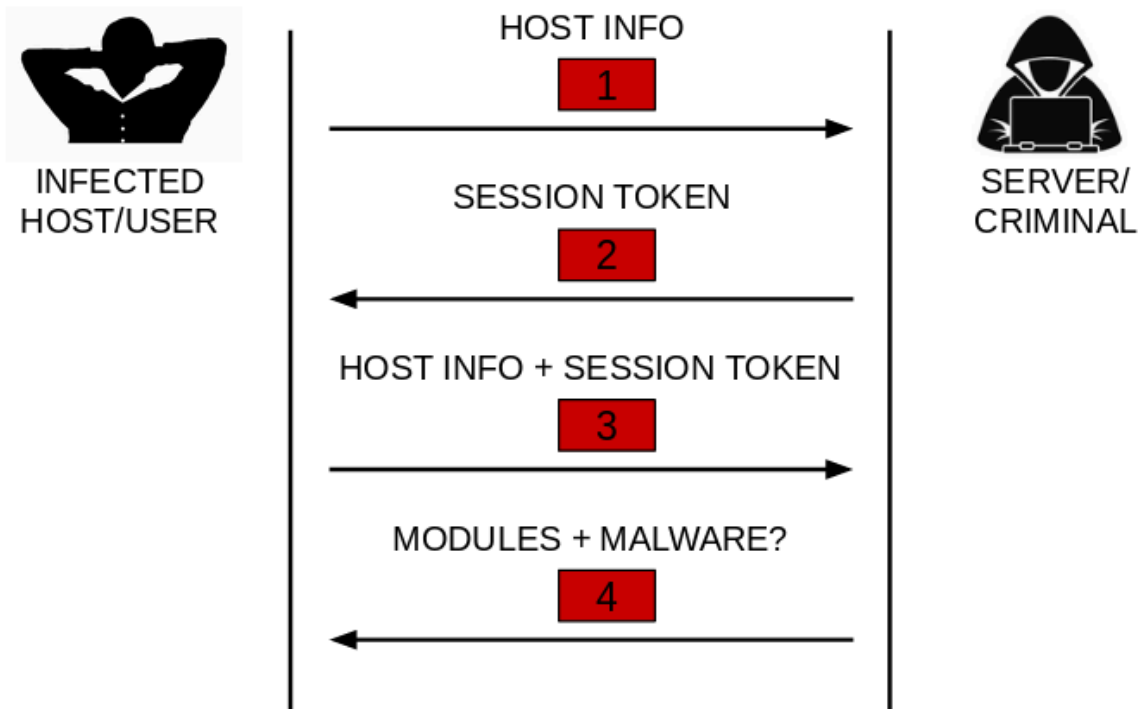 HOST INFO
1
INFECTED
HOST/USER
SERVER/
CRIMINAL
SESSION TOKEN
2
HOST INFO + SESSION TOKEN
3
MODULES + MALWARE?
4